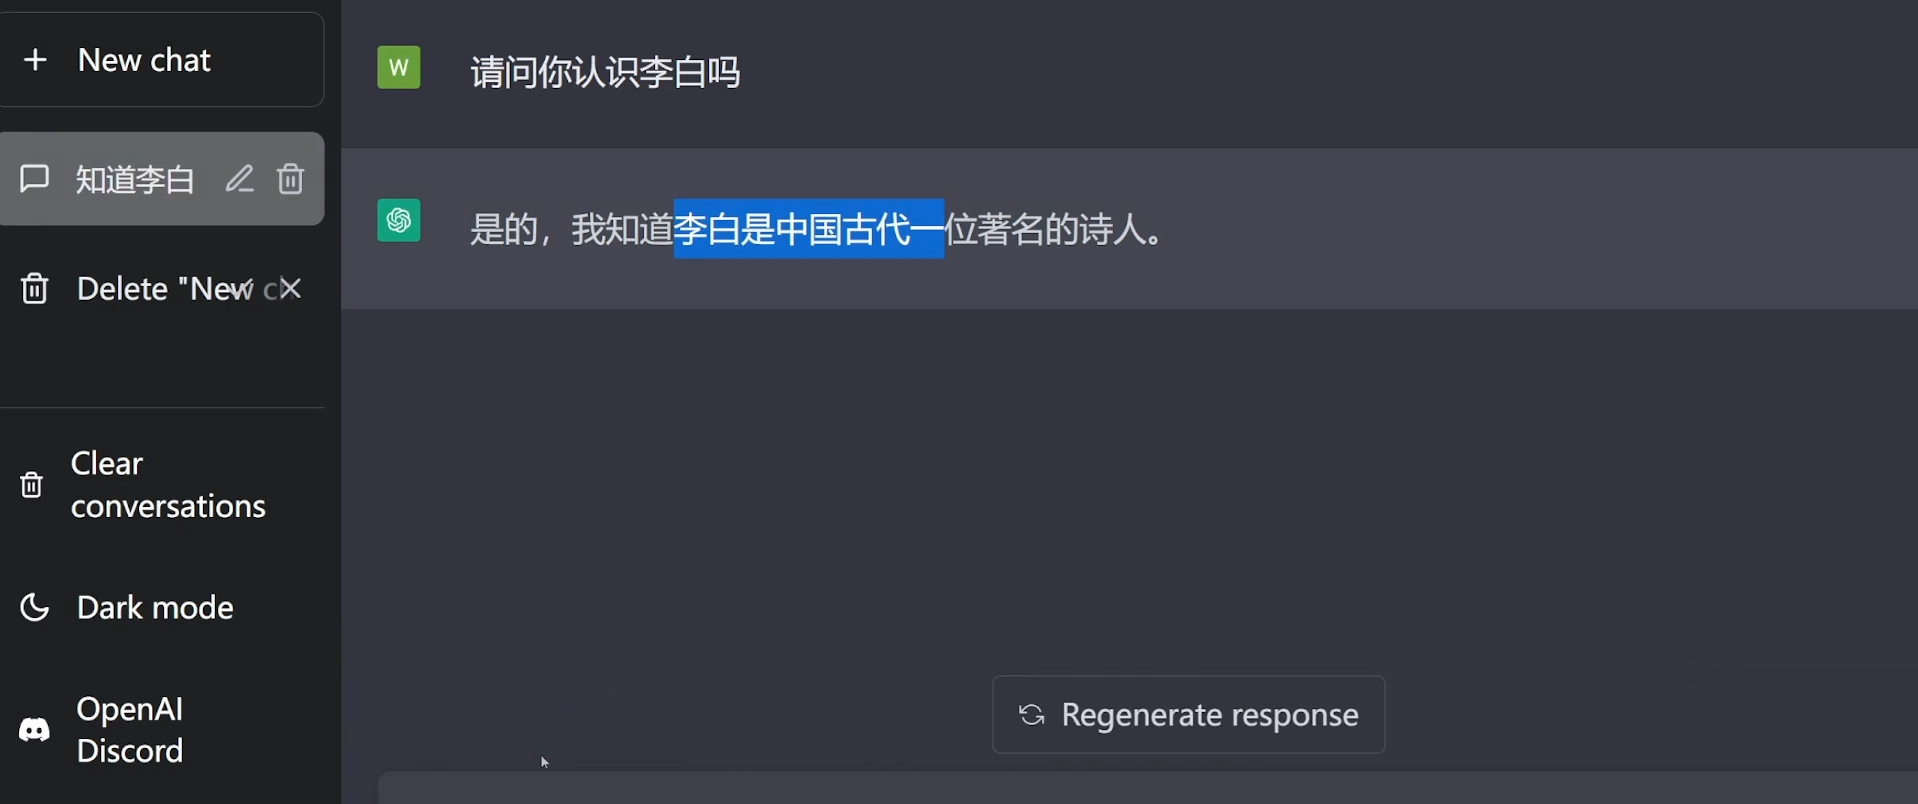 New chat
知道李白
Delete "New c
Clear
conversations
Dark mode
OpenAI
Discord
W
请问你认识李白吗
是的，我知道李白是中国古代一位著名的诗人。
Regenerate response